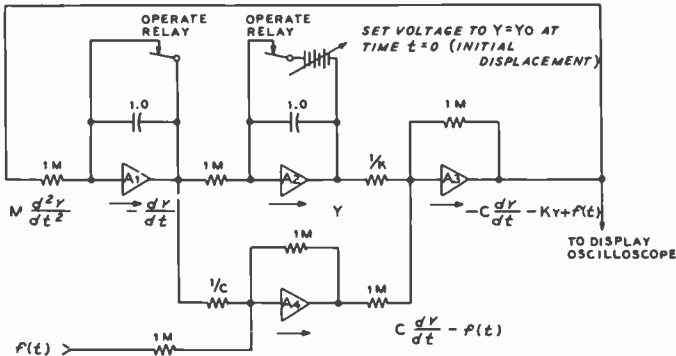 OPERATE
RELAY
OPERATE
RELAY
SET VOLTAGE TO Y=Y0 AT
TIME t=0 (INITIAL
DISPLACEMENT)
1.0
1.0
1M
1M
A1
1M
A2
1/K
A3
M d²Y/dt²
- dY/dt
Y
-C dY/dt - KY+f(t)
1M
TO DISPLAY
OSCILLOSCOPE
1/C
A4
1M
C dY/dt - f(t)
f(t)
1M